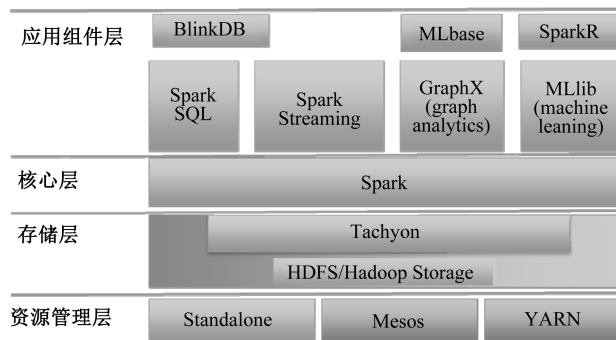 应用组件层
BlinkDB
MLbase
SparkR
Spark
SQL
Spark
Streaming
GraphX
(graph
analytics)
MLlib
(machine
leaning)
核心层
Spark
存储层
Tachyon
HDFS/Hadoop Storage
资源管理层
Standalone
Mesos
YARN